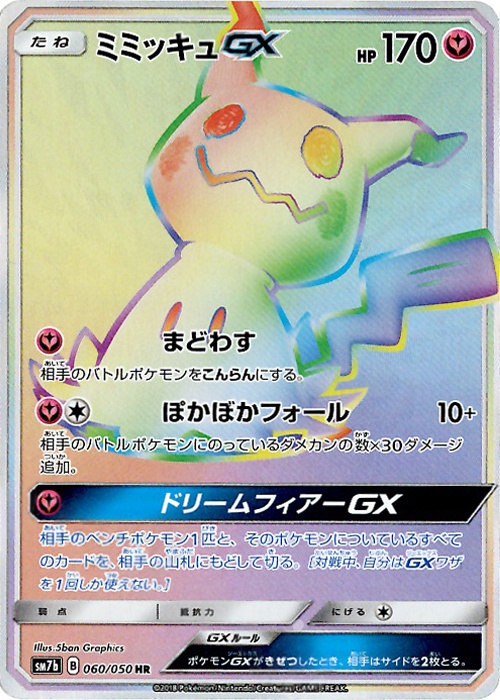 たね ミミッキュGX HP 170
まどわす
相手のバトルポケモンをこんらんにする。
ぽかぼかフォール 10+
相手のバトルポケモンにのっているダメカンの数×30ダメージ
追加。
ドリームフィアーGX
相手のベンチポケモン1匹と、そのポケモンについているすべて
のカードを、相手の山札にもどして切る。[対戦中、自分はGXワザ
を1回しか使えない。]
弱点 抵抗力 にげる
Illus. 5ban Graphics
GXルール
sm7b B 060/050 HR
ポケモンGXがきぜつしたとき、相手はサイドを2枚とる。
©2018 Pokémon/Nintendo/Creatures/GAME FREAK.